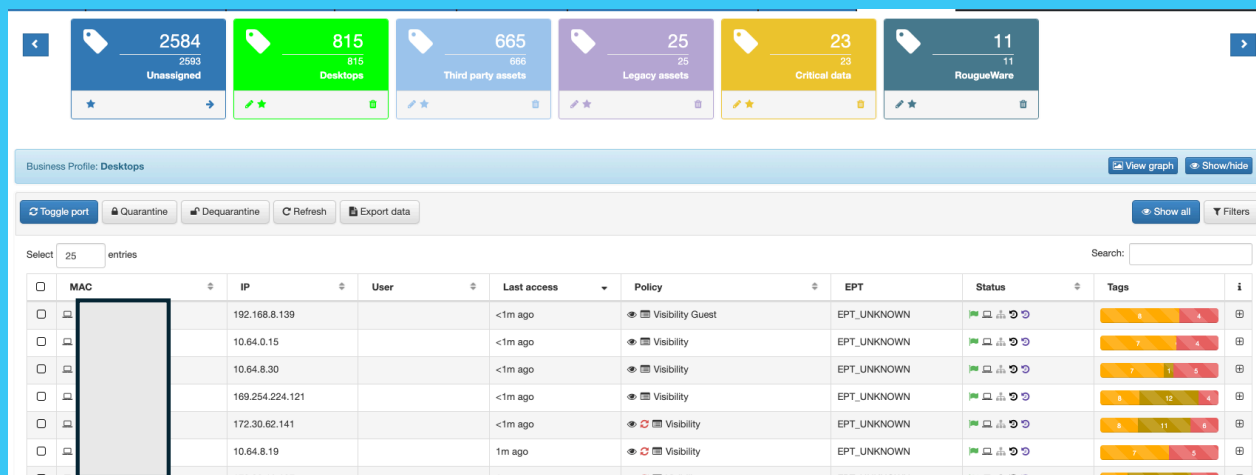 2584
2593
Unassigned
815
815
Desktops
665
666
Third party assets
25
25
Legacy assets
23
23
Critical data
11
11
RougueWare
Business Profile: Desktops
View graph
Show/hide
Toggle port
Quarantine
Dequarantine
Refresh
Export data
Show all
Filters
Select 25 entries
Search:
MAC IP User Last access Policy EPT Status Tags i
192.168.8.139 <1m ago Visibility Guest EPT_UNKNOWN 4
10.64.0.15 <1m ago Visibility EPT_UNKNOWN 7 4
10.64.8.30 <1m ago Visibility EPT_UNKNOWN 7 1 5
169.254.224.121 <1m ago Visibility EPT_UNKNOWN 12 4
172.30.62.141 <1m ago Visibility EPT_UNKNOWN 11
10.64.8.19 1m ago Visibility EPT_UNKNOWN 7 5